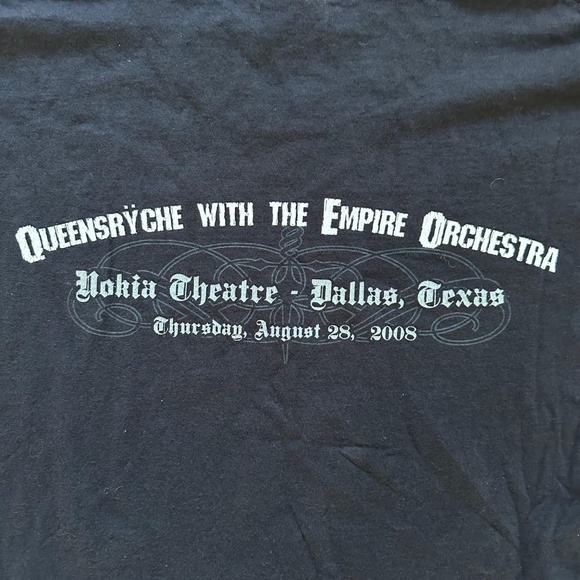 Queensrÿche with the Empire Orchestra
Nokia Theatre - Dallas, Texas
Thursday, August 28, 2008